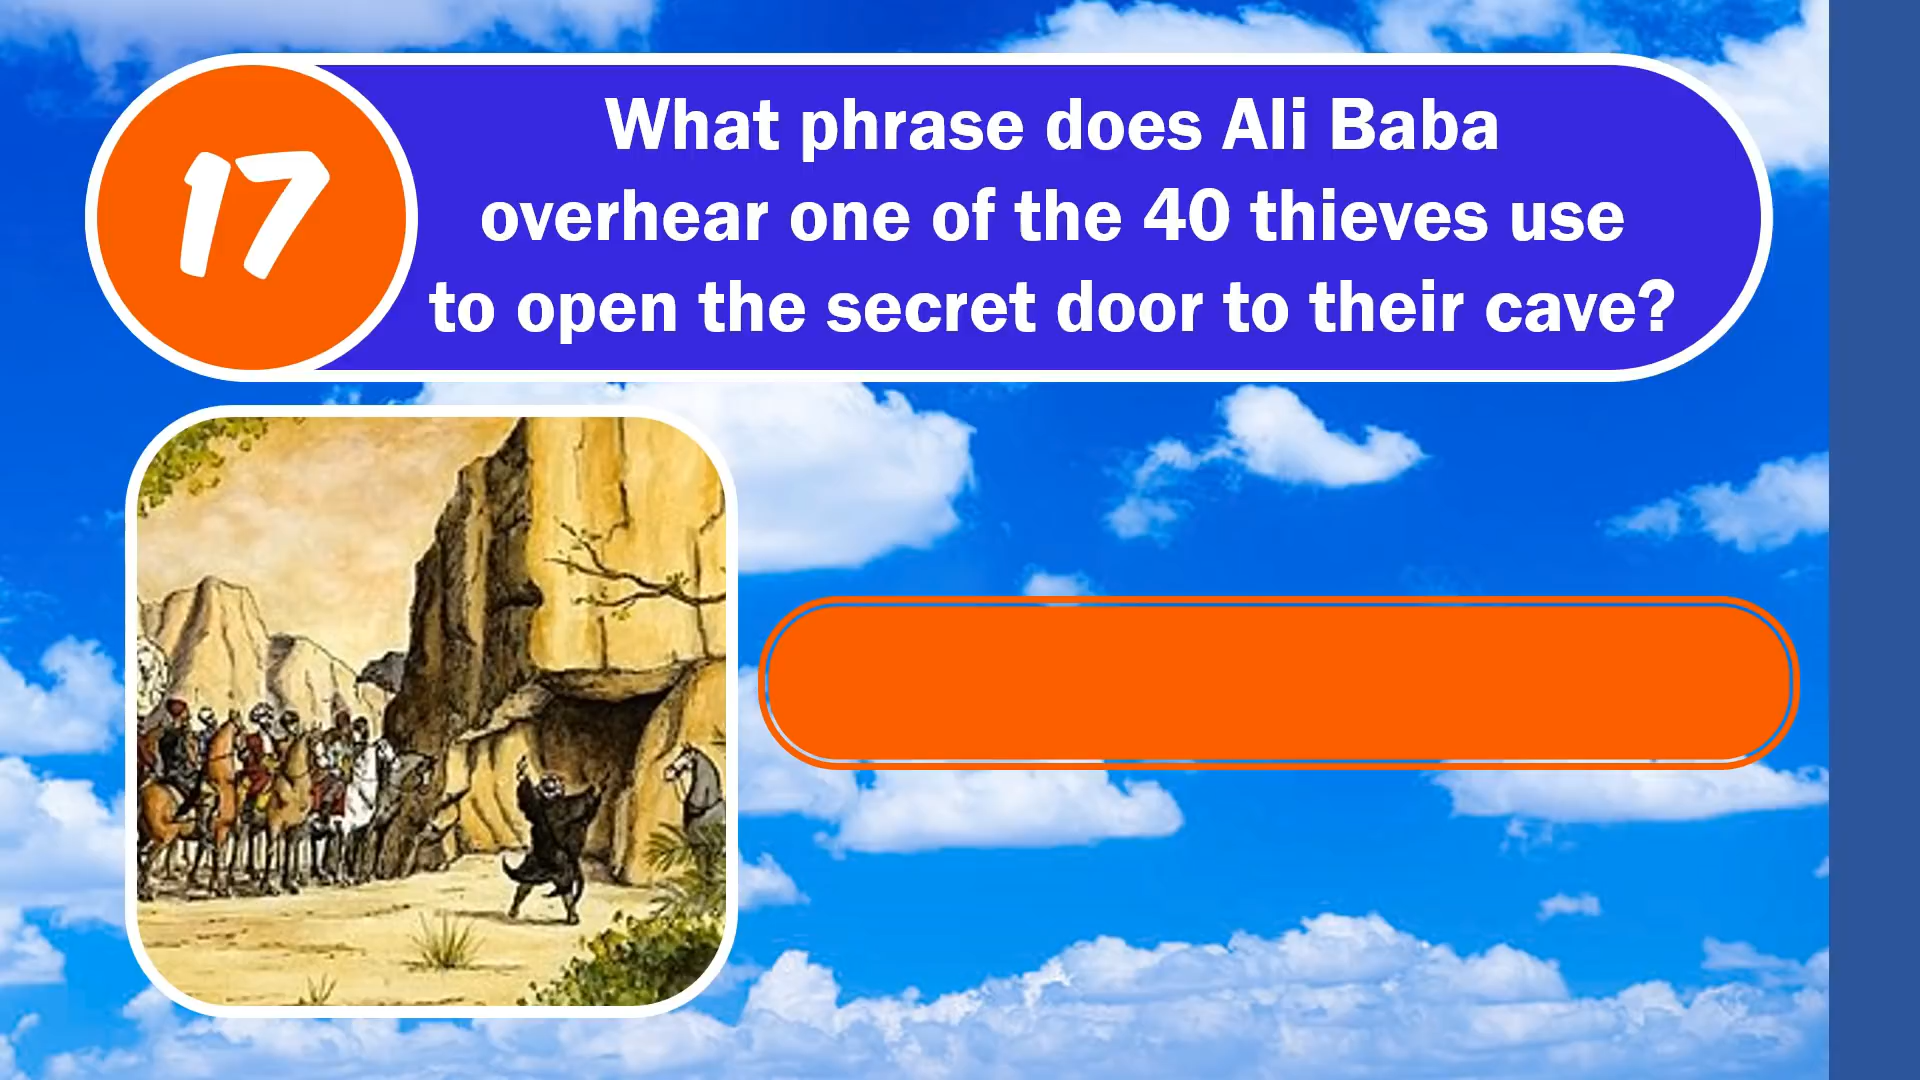 17
What phrase does Ali Baba
overhear one of the 40 thieves use
to open the secret door to their cave?